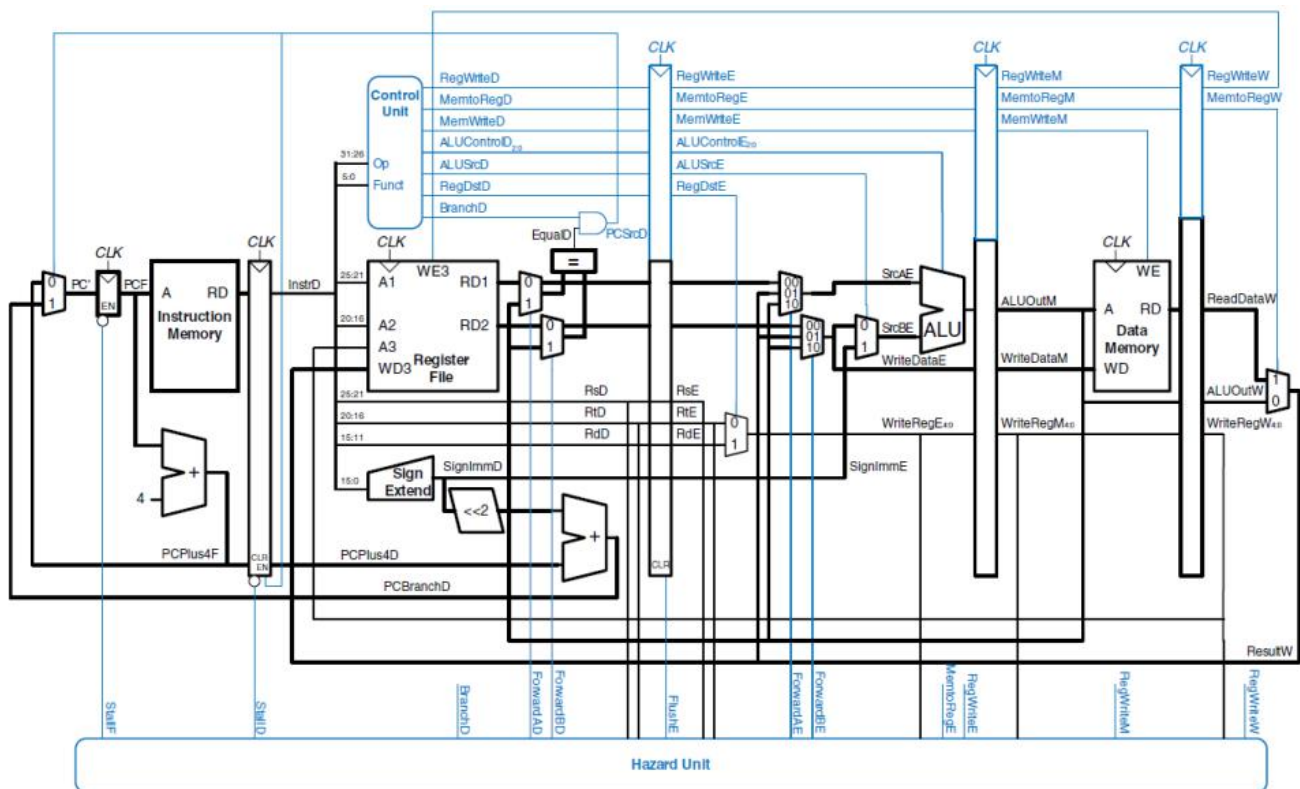 CLK
CLK
CLK
RegWriteD
RegWriteE
RegWriteM
RegWriteW
Control
Unit
MemtoRegD
MemtoRegE
MemtoRegM
MemtoRegW
MemWriteD
MemWriteE
MemWriteM
ALUControlD2:0
ALUControlE2:0
31:26
Op
ALUSrcD
ALUSrcE
5:0
Funct
RegDstD
RegDstE
BranchD
EqualD
PCSrcD
CLK
CLK
CLK
CLK
=
WE3
WE
0
1
PC'
PCF
EN
A
RD
Instruction
Memory
InstrD
25:21
A1
RD1
0
1
00
01
10
SrcAE
20:16
A2
RD2
0
1
00
01
10
0
1
SrcBE
ALU
ALUOutM
A
RD
ReadDataW
A3
Register
File
WD3
WriteDataE
WriteDataM
Data
Memory
WD
ALUOutW
1
0
25:21
RsD
RsE
20:16
RtD
RtE
0
1
15:11
RdD
RdE
WriteRegE4:0
WriteRegM4:0
WriteRegW4:0
15:0
Sign
Extend
SignImmD
SignImmE
+
4
<<2
+
PCPlus4F
CLR
EN
PCPlus4D
CLR
PCBranchD
ResultW
StallF
StallD
BranchD
ForwardAD
ForwardBD
FlushE
ForwardAE
ForwardBE
MemtoRegE
RegWriteE
RegWriteM
RegWriteW
Hazard Unit